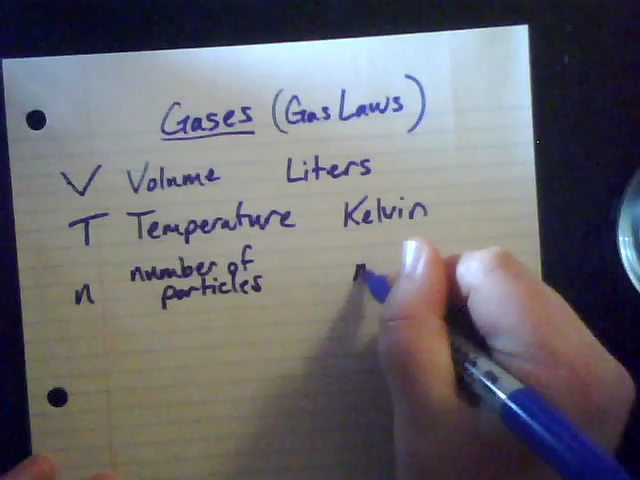 Gases (Gas Laws)
V Volume Liters
T Temperature Kelvin
n number of
particles